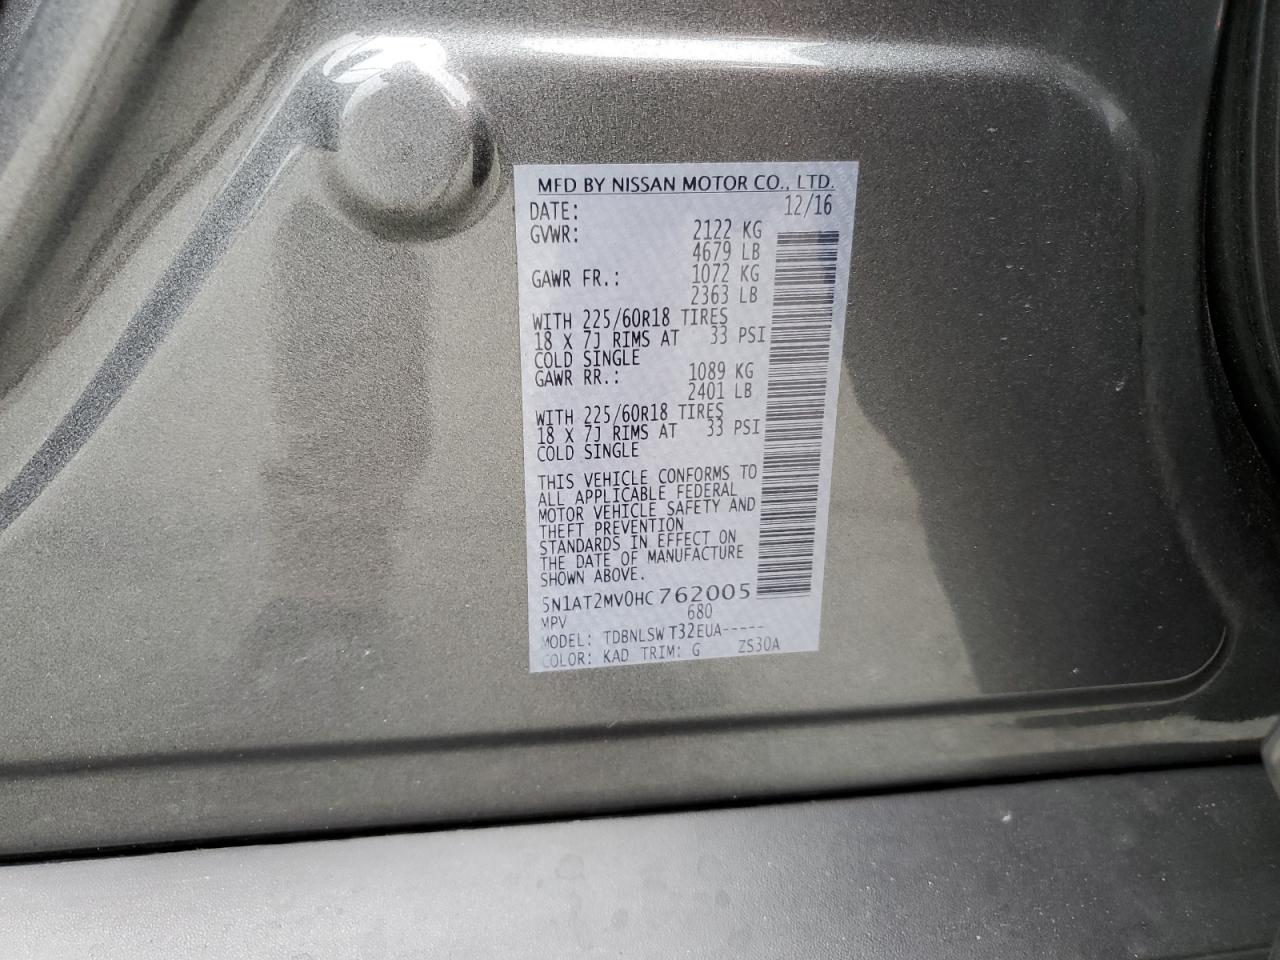 MFD BY NISSAN MOTOR CO., LTD.
DATE: 12/16
GVWR: 2122 KG
4679 LB
GAWR FR.: 1072 KG
2363 LB
WITH 225/60R18 TIRES
18 X 7J RIMS AT 33 PSI
COLD SINGLE
GAWR RR.: 1089 KG
2401 LB
WITH 225/60R18 TIRES
18 X 7J RIMS AT 33 PSI
COLD SINGLE
THIS VEHICLE CONFORMS TO
ALL APPLICABLE FEDERAL
MOTOR VEHICLE SAFETY AND
THEFT PREVENTION
STANDARDS IN EFFECT ON
THE DATE OF MANUFACTURE
SHOWN ABOVE.
5N1AT2MV0HC762005
MPV 680
MODEL: TDBNLSW T32EUA-----
COLOR: KAD TRIM: G ZS30A